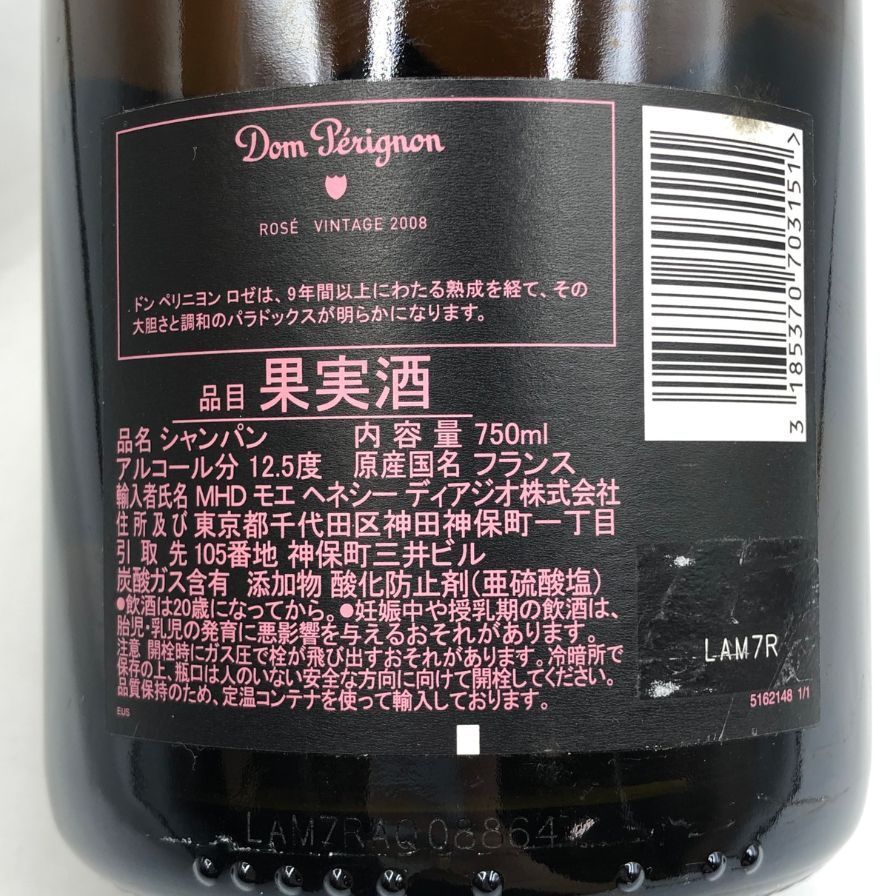 Dom Pérignon
ROSÉ VINTAGE 2008
ドン ペリニヨン ロゼは、9年間以上にわたる熟成を経て、その
大胆さと調和のパラドックスが明らかになります。
品目 果実酒
品名 シャンパン 内容量 750ml
アルコール分 12.5度 原産国名 フランス
輸入者氏名 MHD モエ ヘネシー ディアジオ株式会社
住所及び 東京都千代田区神田神保町一丁目
引取先 105番地 神保町三井ビル
炭酸ガス含有 添加物 酸化防止剤(亜硫酸塩)
●飲酒は20歳になってから。●妊娠中や授乳期の飲酒は、
胎児・乳児の発育に悪影響を与えるおそれがあります。
注意 開栓時にガス圧で栓が飛び出すおそれがあります。冷暗所で
保存の上、瓶口は人のいない安全な方向に向けて開栓してください。
品質保持のため、定温コンテナを使って輸入しております。
EUS
3 185370 703151 >
LAM7R
5162148 1/1
LAM7RAQ08864